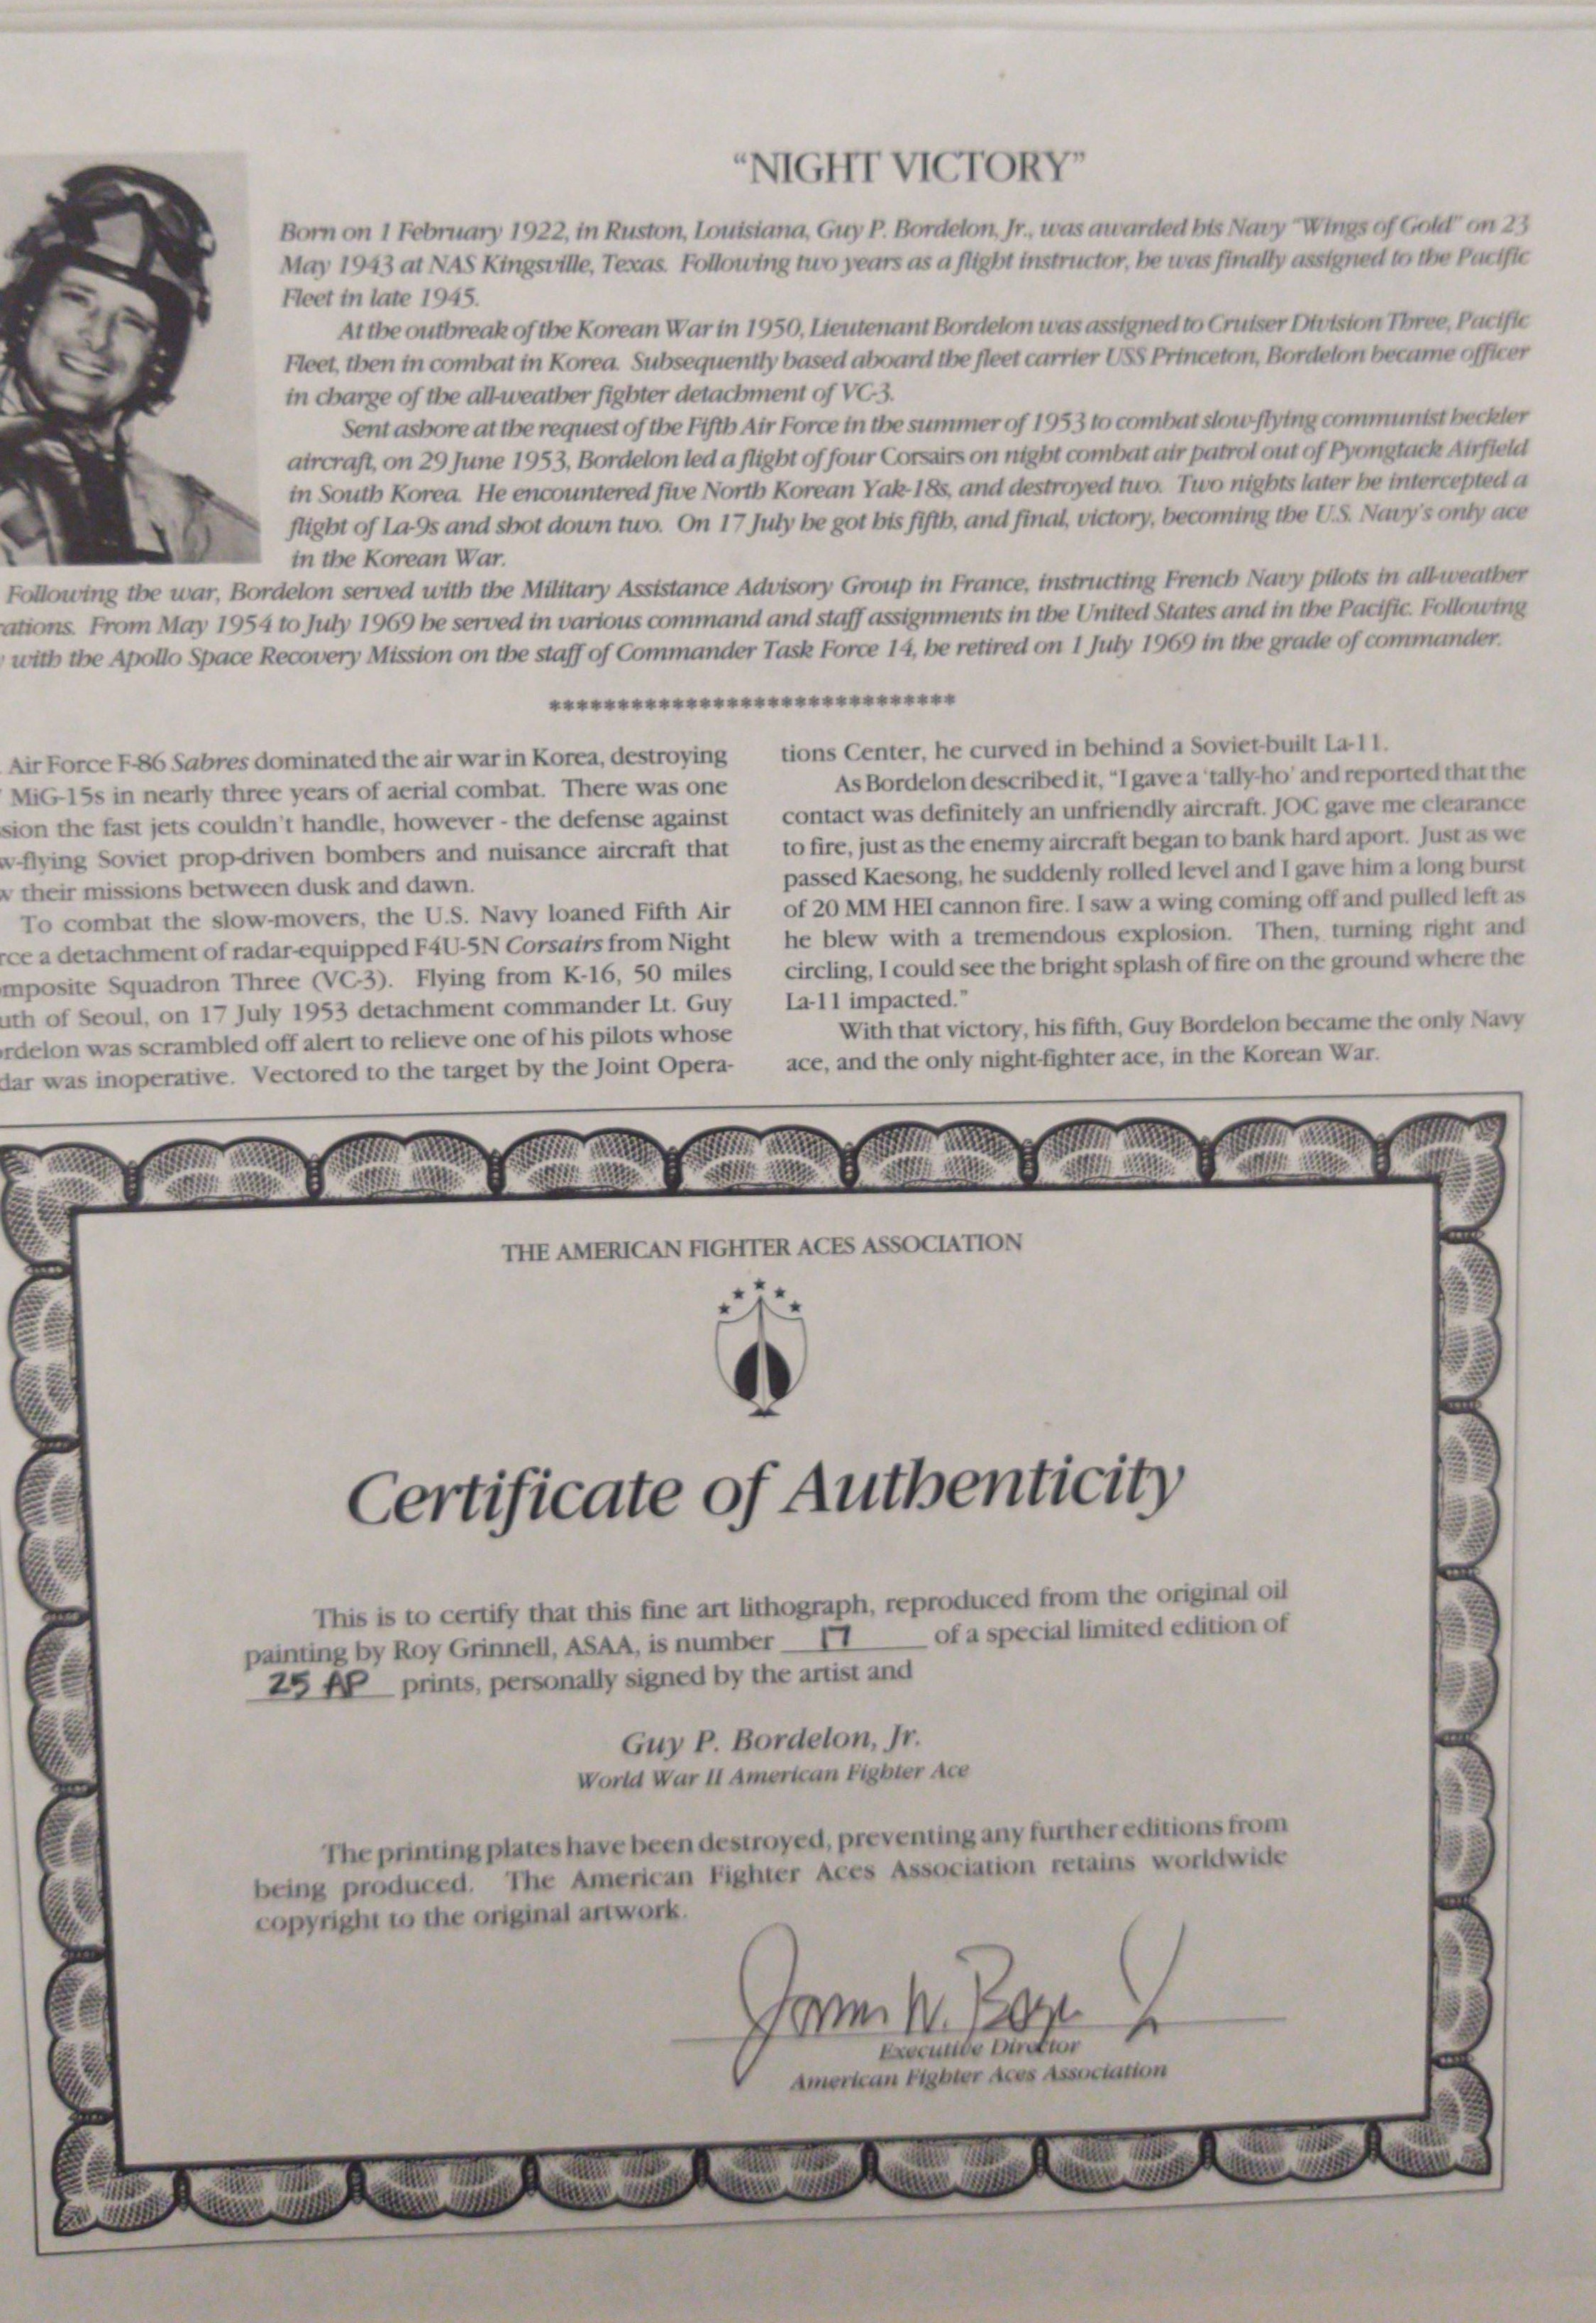 “NIGHT VICTORY”
Born on 1 February 1922, in Ruston, Louisiana, Guy P. Bordelon, Jr., was awarded his Navy "Wings of Gold" on 23
May 1943 at NAS Kingsville, Texas. Following two years as a flight instructor, he was finally assigned to the Pacific
Fleet in late 1945.
At the outbreak of the Korean War in 1950, Lieutenant Bordelon was assigned to Cruiser Division Three, Pacific
Fleet, then in combat in Korea. Subsequently based aboard the fleet carrier USS Princeton, Bordelon became officer
in charge of the all-weather fighter detachment of VC-3.
Sent ashore at the request of the Fifth Air Force in the summer of 1953 to combat slow-flying communist heckler
aircraft, on 29 June 1953, Bordelon led a flight of four Corsairs on night combat air patrol out of Pyongtack Airfield
in South Korea. He encountered five North Korean Yak-18s, and destroyed two. Two nights later he intercepted a
flight of La-9s and shot down two. On 17 July he got his fifth, and final, victory, becoming the U.S. Navy's only ace
in the Korean War.
Following the war, Bordelon served with the Military Assistance Advisory Group in France, instructing French Navy pilots in all-weather
ations. From May 1954 to July 1969 he served in various command and staff assignments in the United States and in the Pacific. Following
with the Apollo Space Recovery Mission on the staff of Commander Task Force 14, he retired on 1 July 1969 in the grade of commander.
******************************
Air Force F-86 Sabres dominated the air war in Korea, destroying
MiG-15s in nearly three years of aerial combat. There was one
sion the fast jets couldn't handle, however - the defense against
w-flying Soviet prop-driven bombers and nuisance aircraft that
w their missions between dusk and dawn.
To combat the slow-movers, the U.S. Navy loaned Fifth Air
rce a detachment of radar-equipped F4U-5N Corsairs from Night
mposite Squadron Three (VC-3). Flying from K-16, 50 miles
uth of Seoul, on 17 July 1953 detachment commander Lt. Guy
rdelon was scrambled off alert to relieve one of his pilots whose
dar was inoperative. Vectored to the target by the Joint Opera-
tions Center, he curved in behind a Soviet-built La-11.
As Bordelon described it, "I gave a 'tally-ho' and reported that the
contact was definitely an unfriendly aircraft. JOC gave me clearance
to fire, just as the enemy aircraft began to bank hard aport. Just as we
passed Kaesong, he suddenly rolled level and I gave him a long burst
of 20 MM HEI cannon fire. I saw a wing coming off and pulled left as
he blew with a tremendous explosion. Then, turning right and
circling, I could see the bright splash of fire on the ground where the
La-11 impacted."
With that victory, his fifth, Guy Bordelon became the only Navy
ace, and the only night-fighter ace, in the Korean War.
THE AMERICAN FIGHTER ACES ASSOCIATION
Certificate of Authenticity
This is to certify that this fine art lithograph, reproduced from the original oil
painting by Roy Grinnell, ASAA, is number 17 of a special limited edition of
25 AP prints, personally signed by the artist and
Guy P. Bordelon, Jr.
World War II American Fighter Ace
The printing plates have been destroyed, preventing any further editions from
being produced. The American Fighter Aces Association retains worldwide
copyright to the original artwork.
Executive Director
American Fighter Aces Association